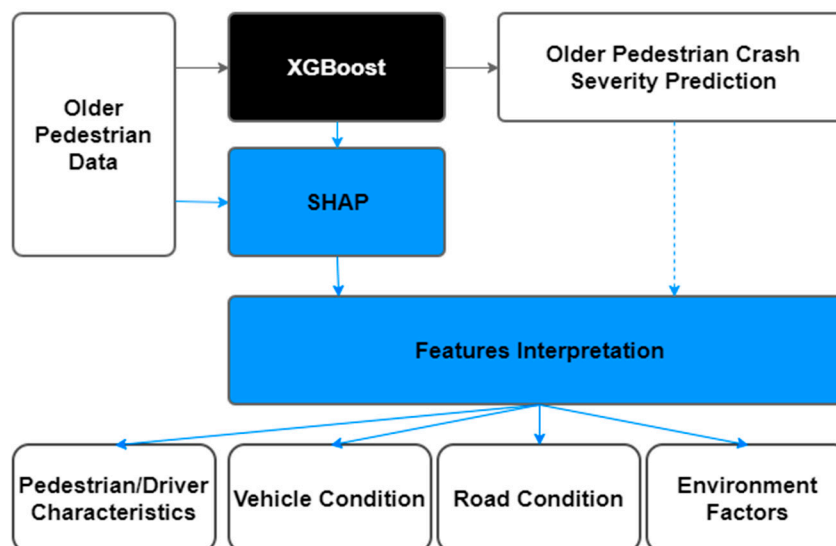 XGBoost
Older Pedestrian Crash
Severity Prediction
Older
Pedestrian
Data
SHAP
Features Interpretation
Pedestrian/Driver
Characteristics
Vehicle Condition
Road Condition
Environment
Factors